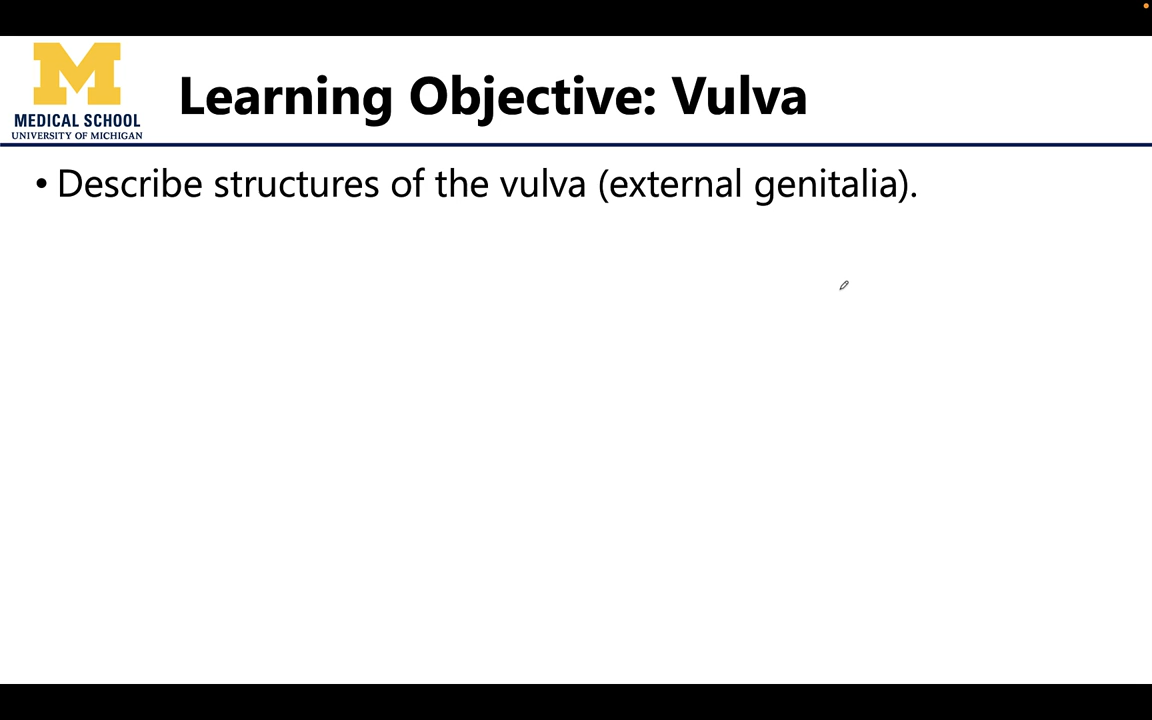 M
MEDICAL SCHOOL
UNIVERSITY OF MICHIGAN
Learning Objective: Vulva
• Describe structures of the vulva (external genitalia).